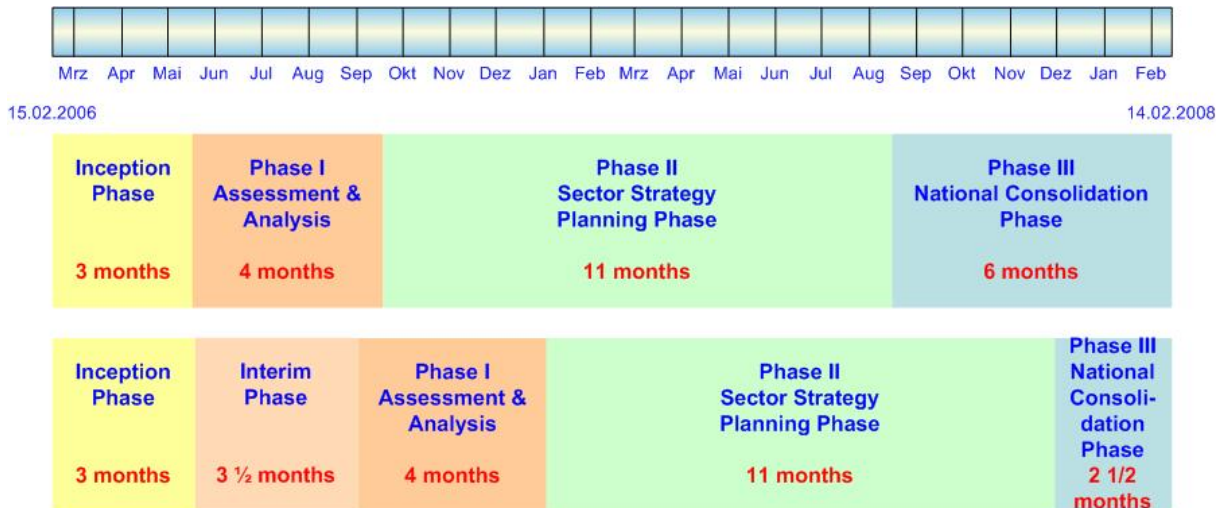 Mrz Apr Mai Jun Jul Aug Sep Okt Nov Dez Jan Feb Mrz Apr Mai Jun Jul Aug Sep Okt Nov Dez Jan Feb
15.02.2006
14.02.2008
Inception
Phase
3 months
Phase I
Assessment &
Analysis
4 months
Phase II
Sector Strategy
Planning Phase
11 months
Phase III
National Consolidation
Phase
6 months
Inception
Phase
3 months
Interim
Phase
3 ½ months
Phase I
Assessment &
Analysis
4 months
Phase II
Sector Strategy
Planning Phase
11 months
Phase III
National
Consoli-
dation
Phase
2 1/2
months